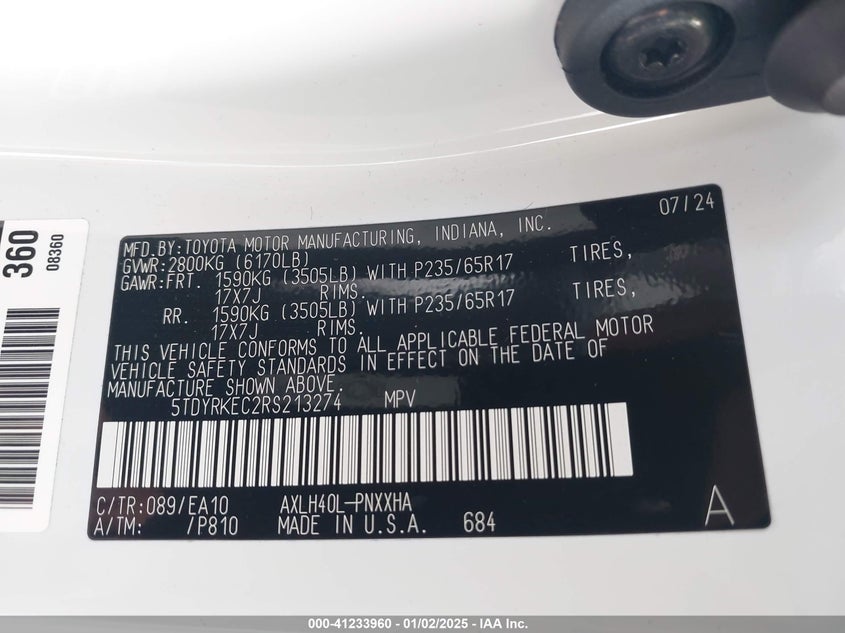 360
08360
07/24
MFD.BY:TOYOTA MOTOR MANUFACTURING, INDIANA, INC.
GVWR:2800KG (6170LB)
GAWR:FRT. 1590KG (3505LB) WITH P235/65R17 TIRES,
17X7J RIMS.
RR. 1590KG (3505LB) WITH P235/65R17 TIRES,
17X7J RIMS.
THIS VEHICLE CONFORMS TO ALL APPLICABLE FEDERAL MOTOR
VEHICLE SAFETY STANDARDS IN EFFECT ON THE DATE OF
MANUFACTURE SHOWN ABOVE.
5TDYRKEC2RS213274 MPV
C/TR:089/EA10 AXLH40L-PNXXHA
A/TM: /P810 MADE IN U.S.A. 684
A
000-41233960 - 01/02/2025 - IAA Inc.